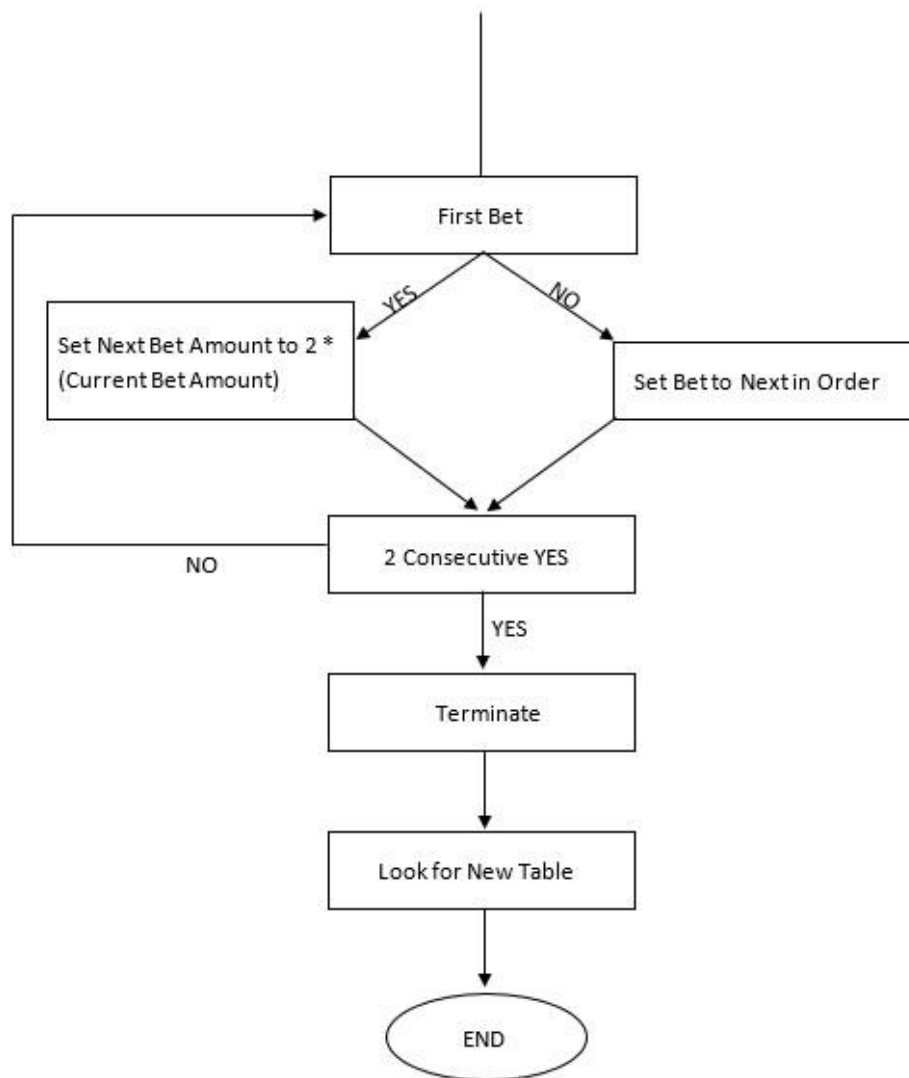 First Bet
YES
NO
Set Next Bet Amount to 2 *
(Current Bet Amount)
Set Bet to Next in Order
2 Consecutive YES
NO
YES
Terminate
Look for New Table
END